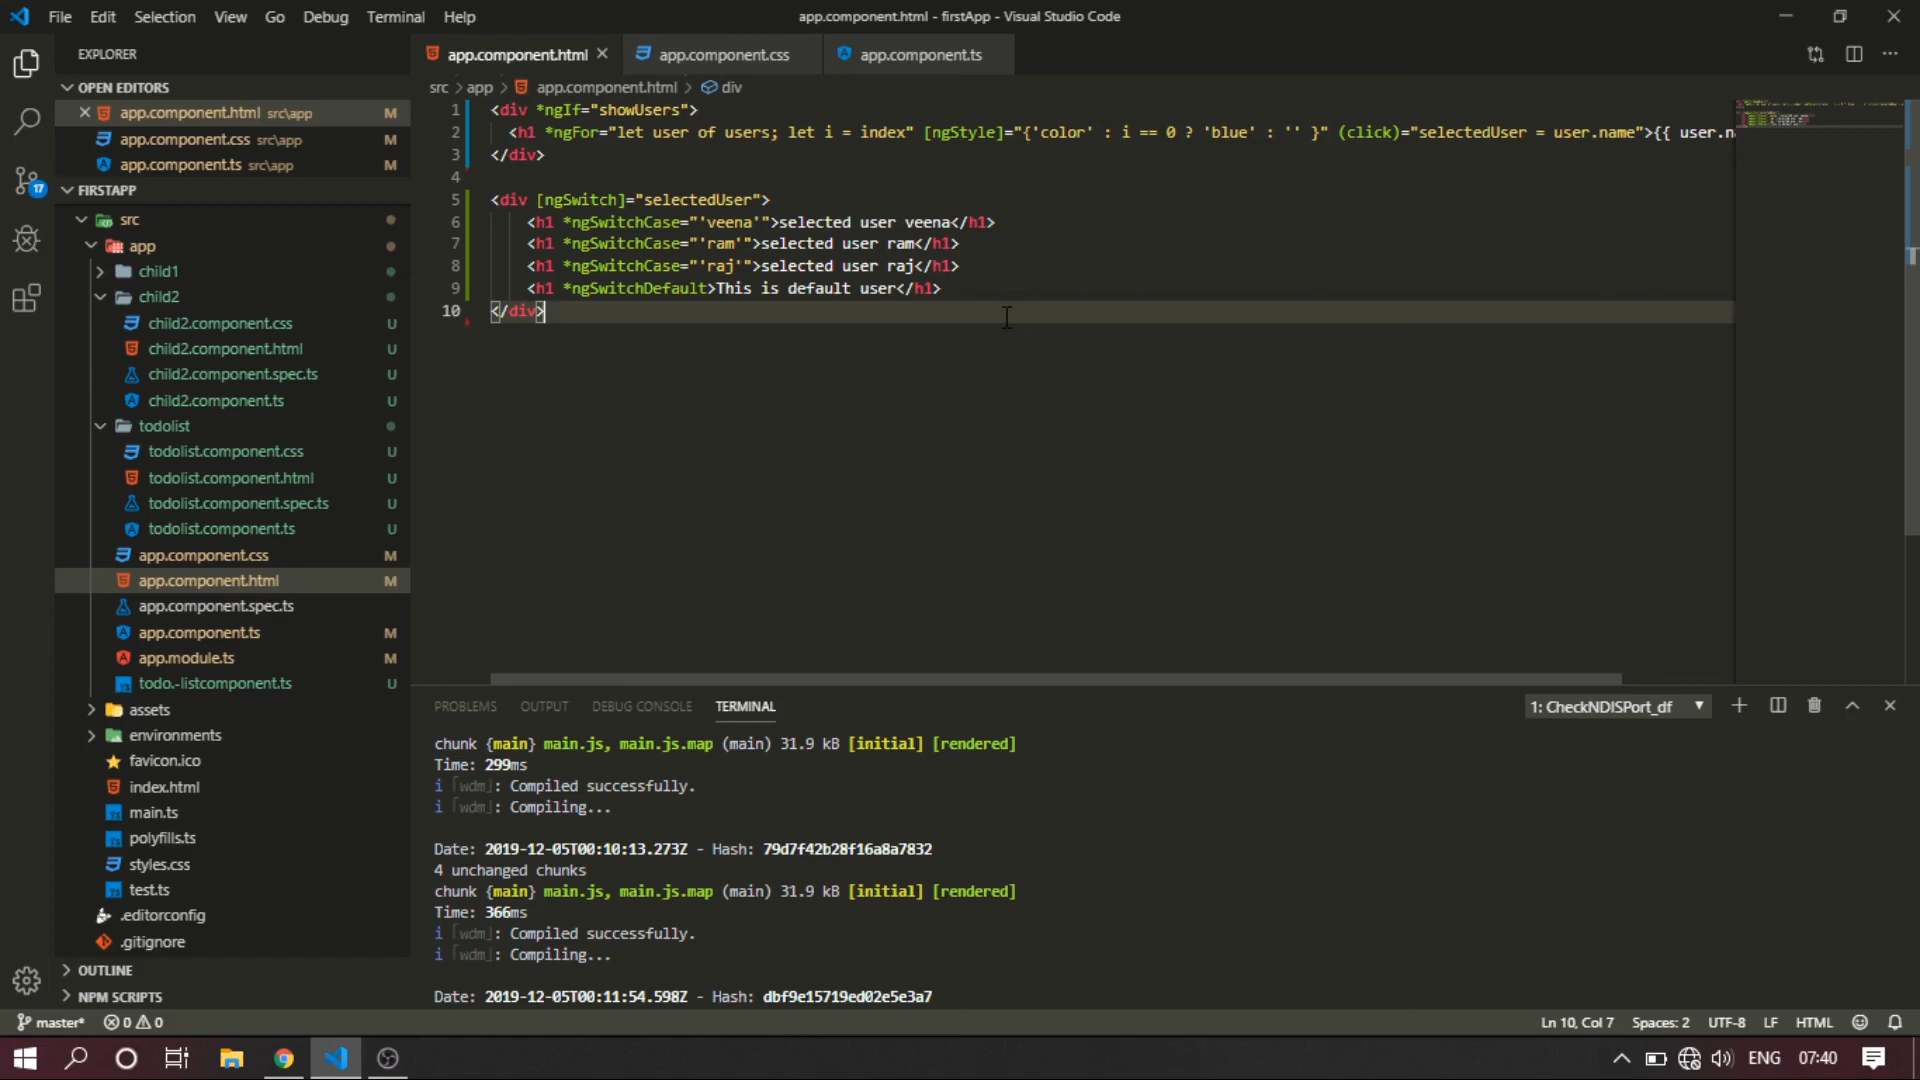 File Edit Selection View Go Debug Terminal Help
app.component.html - firstApp - Visual Studio Code
EXPLORER
OPEN EDITORS
app.component.html src\app M
app.component.css src\app M
app.component.ts src\app M
17
FIRSTAPP
src
app
child1
child2
child2.component.css U
child2.component.html U
child2.component.spec.ts U
child2.component.ts U
todolist
todolist.component.css U
todolist.component.html U
todolist.component.spec.ts U
todolist.component.ts U
app.component.css M
app.component.html M
app.component.spec.ts
app.component.ts M
app.module.ts M
todo.-listcomponent.ts U
assets
environments
favicon.ico
index.html
main.ts
polyfills.ts
styles.css
test.ts
.editorconfig
.gitignore
OUTLINE
NPM SCRIPTS
app.component.html app.component.css app.component.ts
src > app > app.component.html > div
1 <div *ngIf="showUsers">
2 <h1 *ngFor="let user of users; let i = index" [ngStyle]="{'color' : i == 0 ? 'blue' : '' }" (click)="selectedUser = user.name">{{ user.n
3 </div>
4
5 <div [ngSwitch]="selectedUser">
6 <h1 *ngSwitchCase="'veena'">selected user veena</h1>
7 <h1 *ngSwitchCase="'ram'">selected user ram</h1>
8 <h1 *ngSwitchCase="'raj'">selected user raj</h1>
9 <h1 *ngSwitchDefault>This is default user</h1>
10 </div>
PROBLEMS OUTPUT DEBUG CONSOLE TERMINAL
1: CheckNDISPort_df
chunk {main} main.js, main.js.map (main) 31.9 kB [initial] [rendered]
Time: 299ms
i ｢wdm｣: Compiled successfully.
i ｢wdm｣: Compiling...
Date: 2019-12-05T00:10:13.273Z - Hash: 79d7f42b28f16a8a7832
4 unchanged chunks
chunk {main} main.js, main.js.map (main) 31.9 kB [initial] [rendered]
Time: 366ms
i ｢wdm｣: Compiled successfully.
i ｢wdm｣: Compiling...
Date: 2019-12-05T00:11:54.598Z - Hash: dbf9e15719ed02e5e3a7
master* 0 0
Ln 10, Col 7 Spaces: 2 UTF-8 LF HTML
ENG 07:40